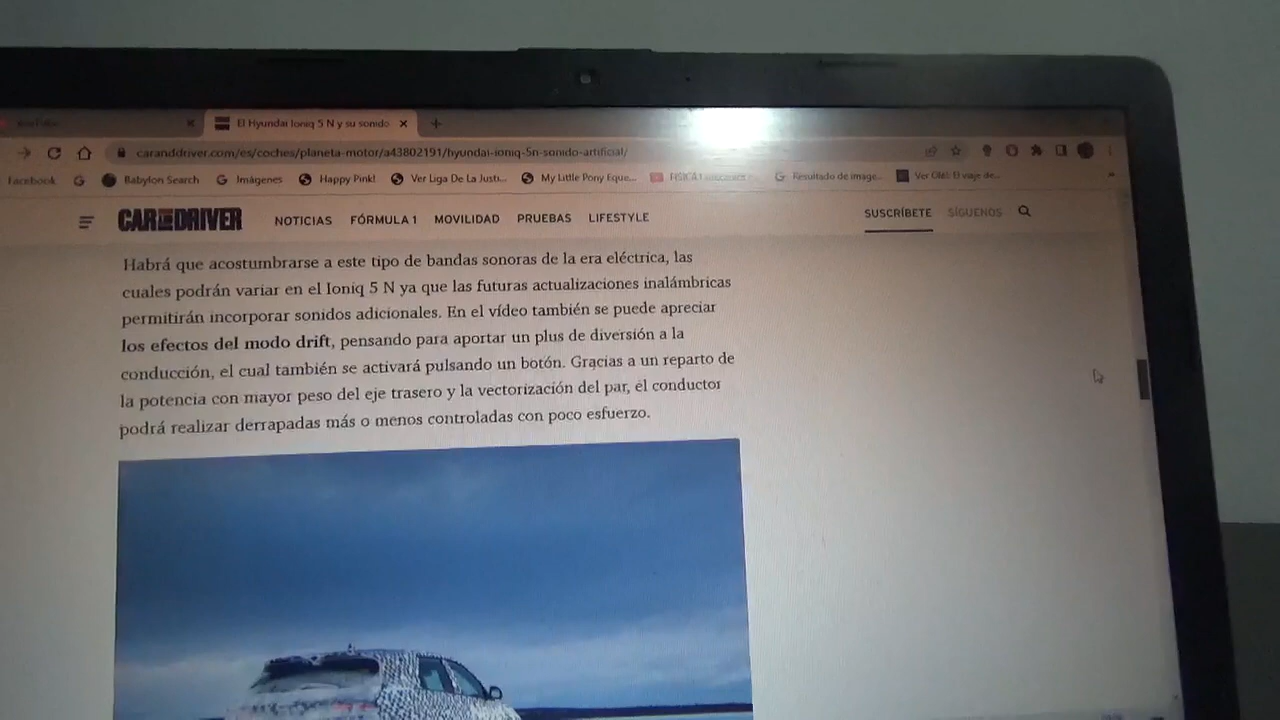 El Hyundai Ioniq 5 N y su sonido
caranddriver.com/es/coches/planeta-motor/a43802191/hyundai-ioniq-5n-sonido-artificial/
Facebook Babylon Search Imágenes Happy Pink! Ver Liga De La Justi... My Little Pony Eque... Resultado de image... Ver Olé! El viaje de...
CAR AND DRIVER NOTICIAS FÓRMULA 1 MOVILIDAD PRUEBAS LIFESTYLE SUSCRÍBETE SÍGUENOS
Habrá que acostumbrarse a este tipo de bandas sonoras de la era eléctrica, las
cuales podrán variar en el Ioniq 5 N ya que las futuras actualizaciones inalámbricas
permitirán incorporar sonidos adicionales. En el vídeo también se puede apreciar
los efectos del modo drift, pensando para aportar un plus de diversión a la
conducción, el cual también se activará pulsando un botón. Gracias a un reparto de
la potencia con mayor peso del eje trasero y la vectorización del par, el conductor
podrá realizar derrapadas más o menos controladas con poco esfuerzo.